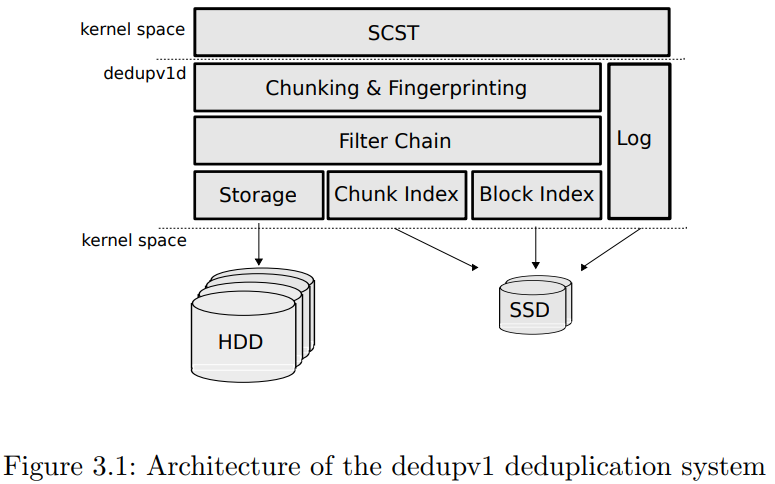 kernel space
SCST
dedupv1d
Chunking & Fingerprinting
Filter Chain
Log
Storage
Chunk Index
Block Index
kernel space
HDD
SSD
Figure 3.1: Architecture of the dedupv1 deduplication system